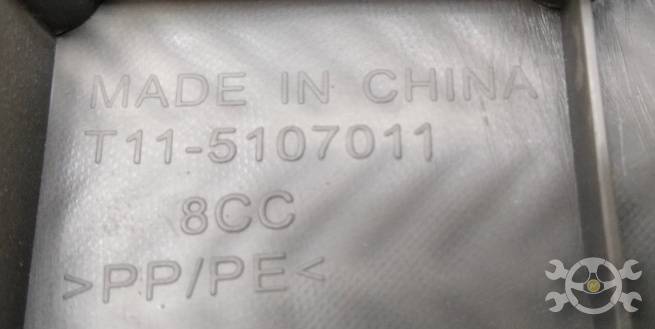 MADE IN CHINA
T11-5107011
8CC
>PP/PE<